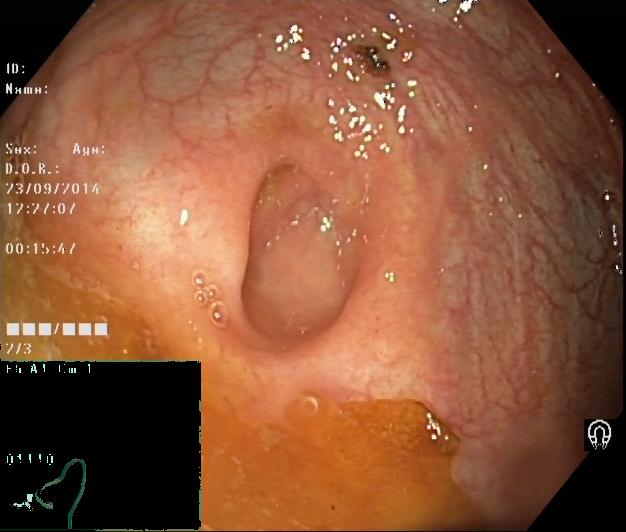 ID:
Name:
Sex: Age:
D.O.B.:
23/09/2014
12:27:07
00:15:47
■■■/■■■
2/3